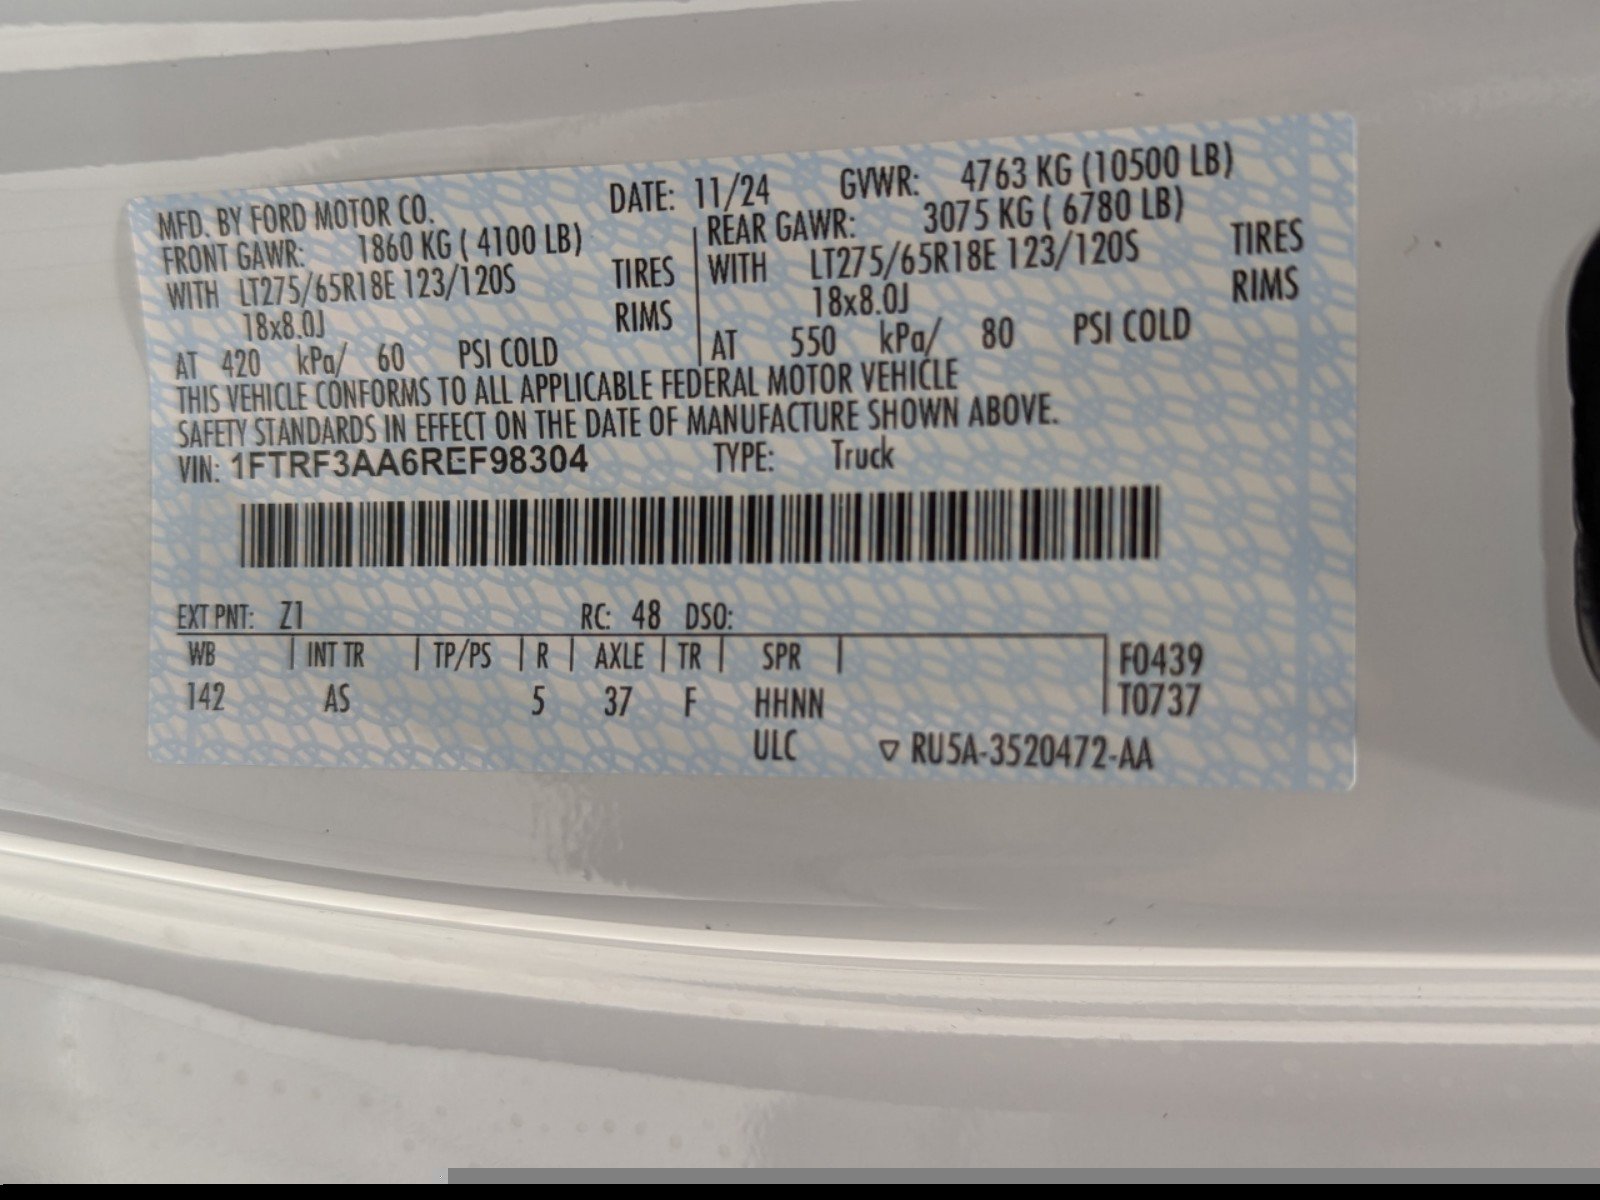 MFD. BY FORD MOTOR CO. DATE: 11/24 GVWR: 4763 KG (10500 LB)
FRONT GAWR: 1860 KG ( 4100 LB) REAR GAWR: 3075 KG ( 6780 LB)
WITH LT275/65R18E 123/120S TIRES WITH LT275/65R18E 123/120S TIRES
18x8.0J RIMS 18x8.0J RIMS
AT 420 kPa/ 60 PSI COLD AT 550 kPa/ 80 PSI COLD
THIS VEHICLE CONFORMS TO ALL APPLICABLE FEDERAL MOTOR VEHICLE
SAFETY STANDARDS IN EFFECT ON THE DATE OF MANUFACTURE SHOWN ABOVE.
VIN: 1FTRF3AA6REF98304 TYPE: Truck
EXT PNT: Z1 RC: 48 DSO:
WB | INT TR | TP/PS | R | AXLE | TR | SPR | F0439
142 AS 5 37 F HHNN T0737
ULC ▽ RU5A-3520472-AA